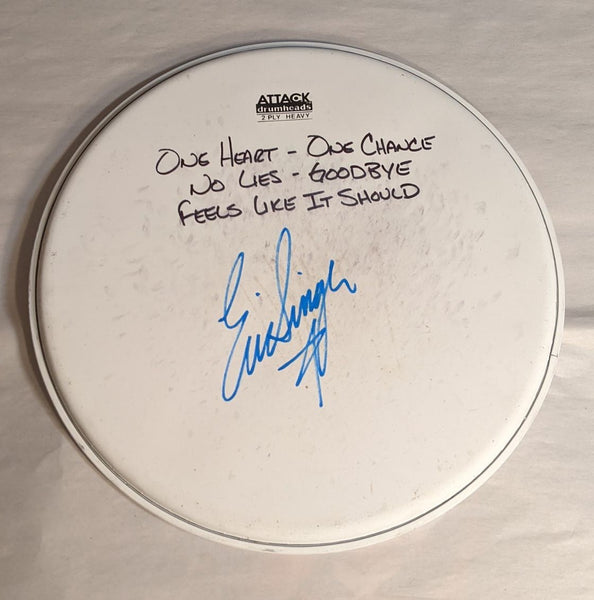 ATTACK
drumheads
2 PLY HEAVY
ONE HEART - ONE CHANCE
NO LIES - GOODBYE
FEELS LIKE IT SHOULD
Eric Singer